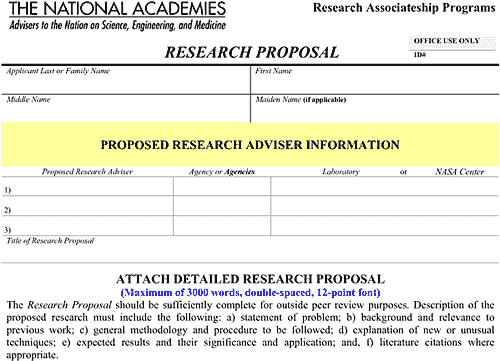 THE NATIONAL ACADEMIES
Research Associateship Programs
Advisers to the Nation on Science, Engineering, and Medicine
RESEARCH PROPOSAL
OFFICE USE ONLY
ID#
Applicant Last or Family Name
First Name
Middle Name
Maiden Name (if applicable)
PROPOSED RESEARCH ADVISER INFORMATION
Proposed Research Adviser
Agency or Agencies
Laboratory or NASA Center
1)
2)
3)
Title of Research Proposal
ATTACH DETAILED RESEARCH PROPOSAL
(Maximum of 3000 words, double-spaced, 12-point font)
The Research Proposal should be sufficiently complete for outside peer review purposes. Description of the
proposed research must include the following: a) statement of problem; b) background and relevance to
previous work; c) general methodology and procedure to be followed; d) explanation of new or unusual
techniques; e) expected results and their significance and application; and, f) literature citations where
appropriate.